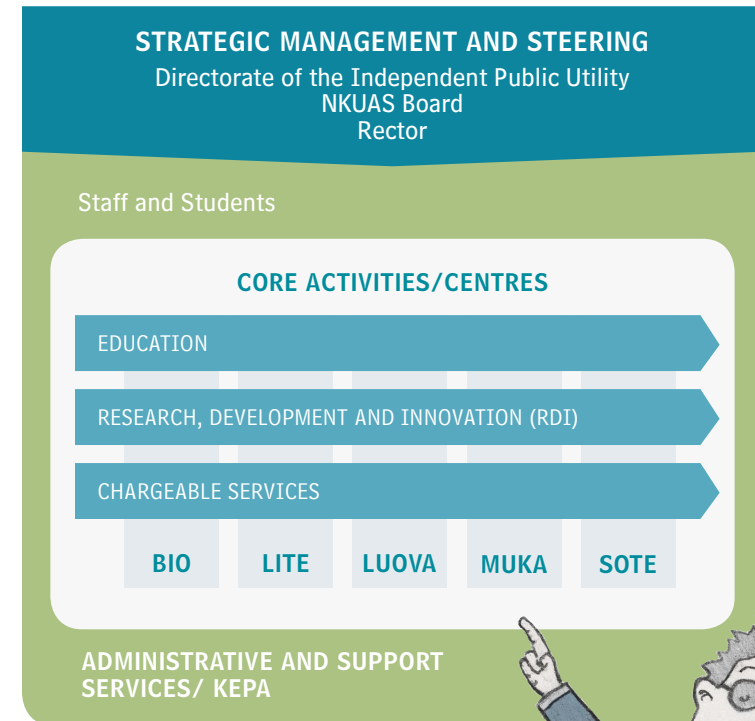 STRATEGIC MANAGEMENT AND STEERING
Directorate of the Independent Public Utility
NKUAS Board
Rector
Staff and Students
CORE ACTIVITIES/CENTRES
EDUCATION
RESEARCH, DEVELOPMENT AND INNOVATION (RDI)
CHARGEABLE SERVICES
BIO LITE LUOVA MUKA SOTE
ADMINISTRATIVE AND SUPPORT
SERVICES/ KEPA